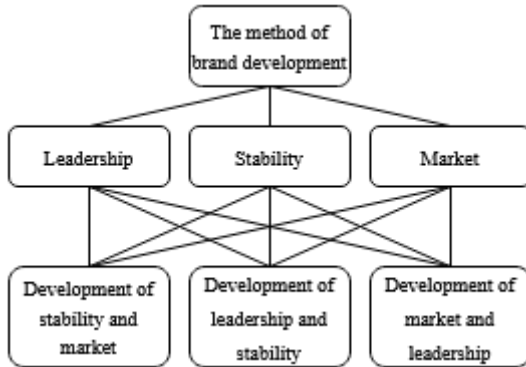 The method of
brand development
Leadership
Stability
Market
Development of
stability and
market
Development of
leadership and
stability
Development of
market and
leadership